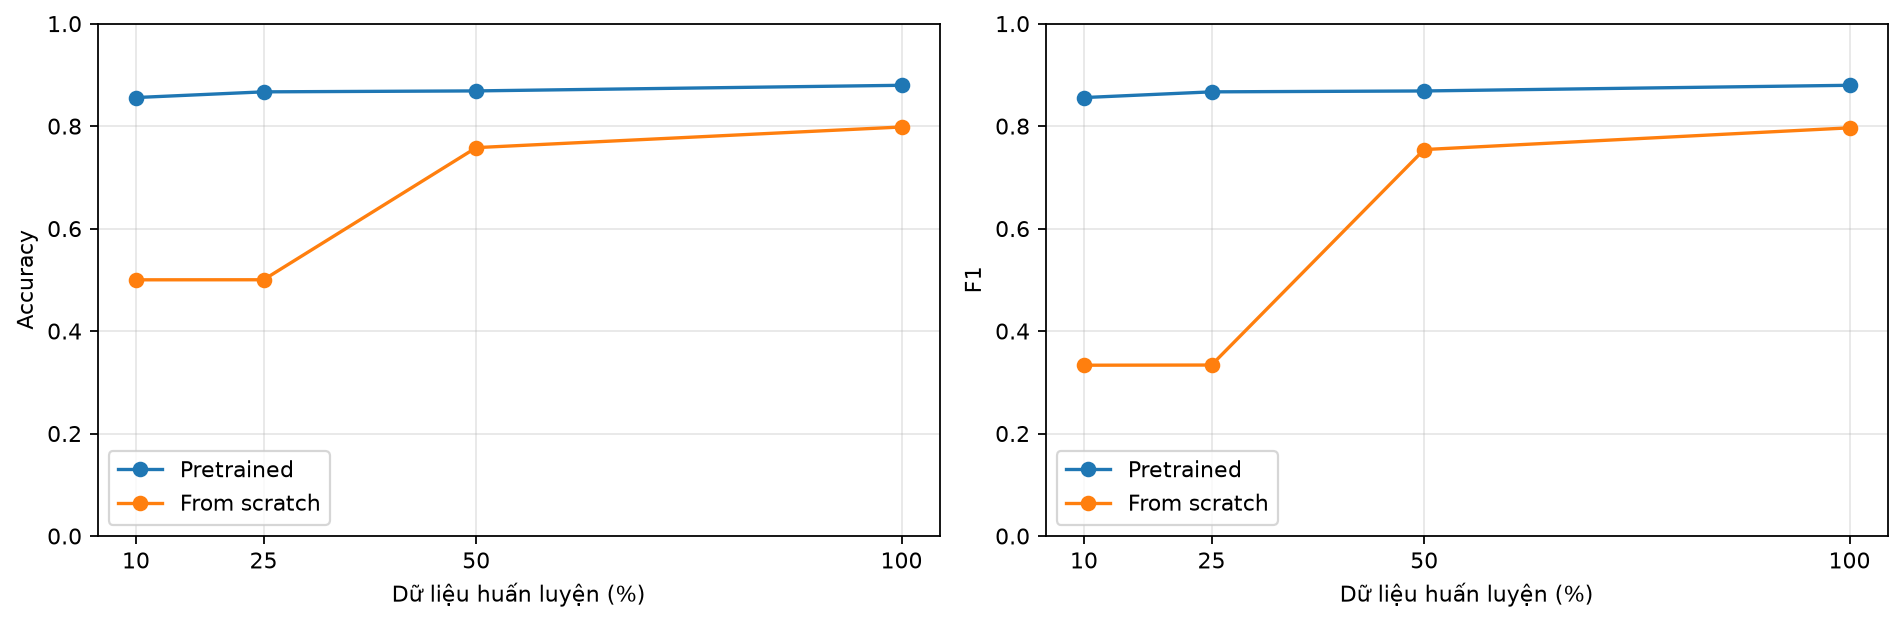 1.0
0.8
0.6
0.4
0.2
0.0
Accuracy
Pretrained
From scratch
10 25 50 100
Dữ liệu huấn luyện (%)
1.0
0.8
0.6
0.4
0.2
0.0
F1
Pretrained
From scratch
10 25 50 100
Dữ liệu huấn luyện (%)